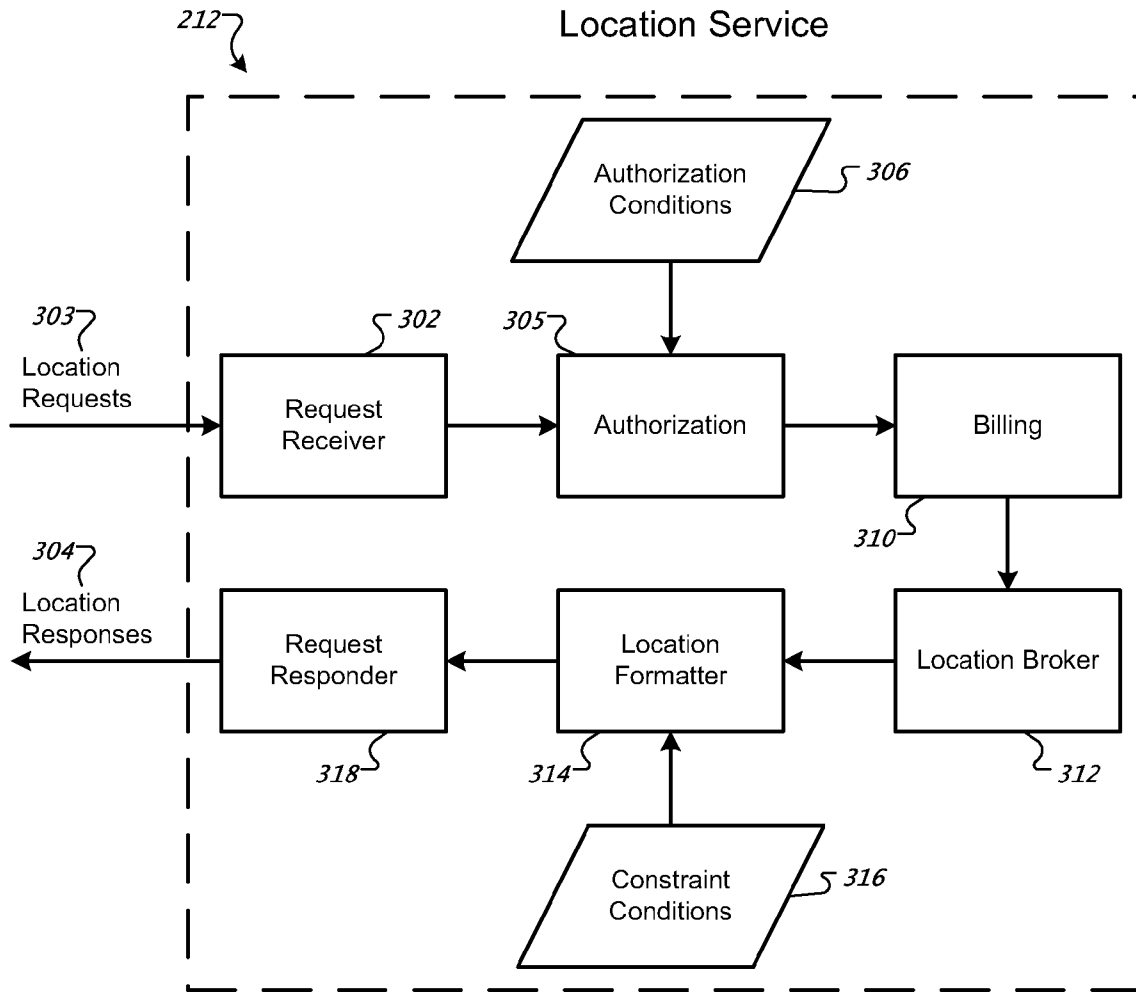 212
Location Service
Authorization
Conditions
306
303
Location
Requests
302
Request
Receiver
305
Authorization
Billing
310
304
Location
Responses
Request
Responder
318
Location
Formatter
314
Location Broker
312
Constraint
Conditions
316